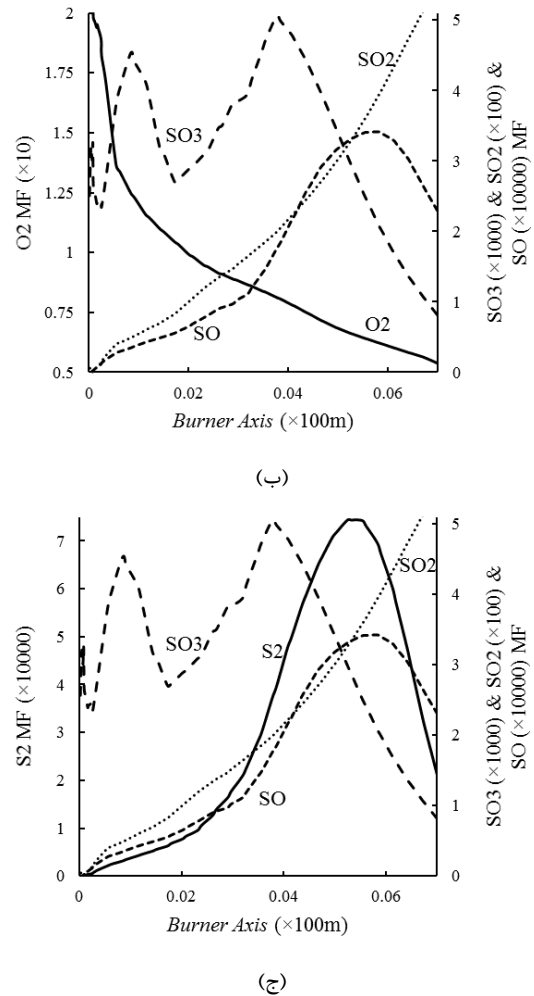 2
1.75
1.5
1.25
1
0.75
0.5
O2 MF (×10)
5
4
3
2
1
0
SO3 (×1000) & SO2 (×100) &
SO (×10000) MF
SO2
SO3
SO
O2
0 0.02 0.04 0.06
Burner Axis (×100m)
(ب)
7
6
5
4
3
2
1
0
S2 MF (×10000)
5
4
3
2
1
0
SO3 (×1000) & SO2 (×100) &
SO (×10000) MF
SO2
SO3
S2
SO
0 0.02 0.04 0.06
Burner Axis (×100m)
(ج)